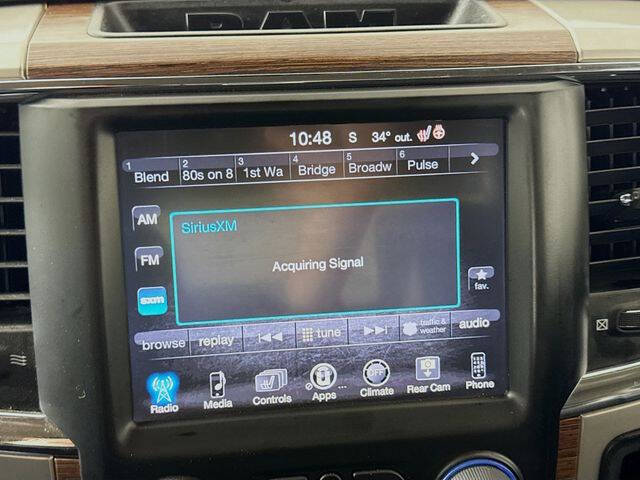 RAM
10:48 S 34° out.
1 Blend 2 80s on 8 3 1st Wa 4 Bridge 5 Broadw 6 Pulse >
AM
SiriusXM
Acquiring Signal
FM
sxm
fav.
browse replay tune traffic & weather audio
OFF
Radio Media Controls Apps ... Climate Rear Cam Phone